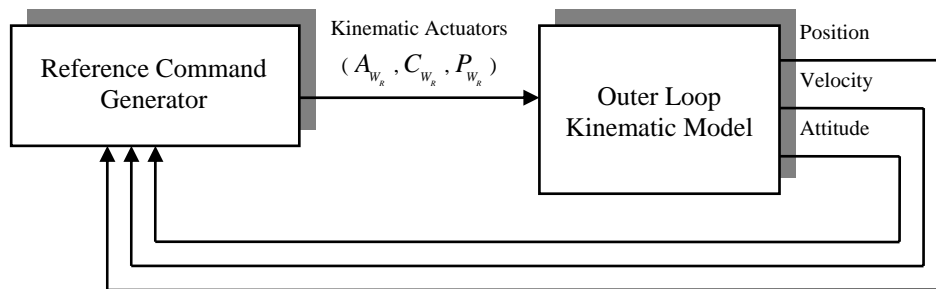 Reference Command
Generator
Kinematic Actuators
( A_{W_R} , C_{W_R} , P_{W_R} )
Outer Loop
Kinematic Model
Position
Velocity
Attitude